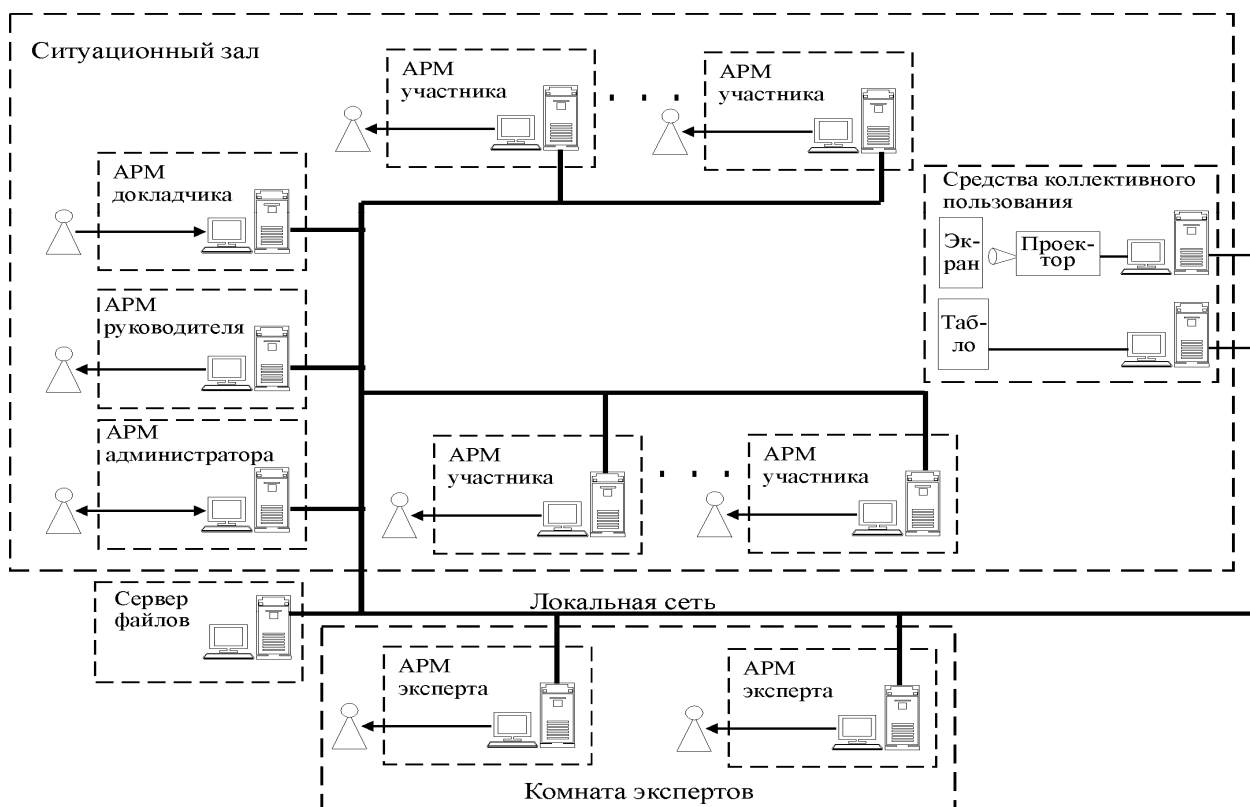 Ситуационный зал
АРМ
участника
АРМ
участника
АРМ
докладчика
Средства коллективного
пользования
Эк-
ран
Проек-
тор
АРМ
руководителя
Таб-
ло
АРМ
администратора
АРМ
участника
АРМ
участника
Сервер
файлов
Локальная сеть
АРМ
эксперта
АРМ
эксперта
Комната экспертов